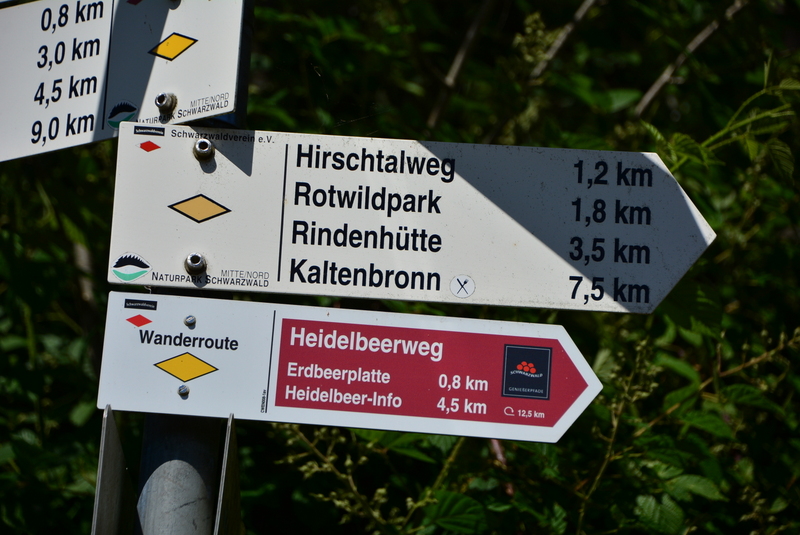 0,8 km
3,0 km
4,5 km
9,0 km
MITTE/NORD
NATURPARK SCHWARZWALD
Schwarzwaldverein e.V.
Hirschtalweg 1,2 km
Rotwildpark 1,8 km
Rindenhütte 3,5 km
Kaltenbronn 7,5 km
MITTE/NORD
NATURPARK SCHWARZWALD
Wanderroute
Heidelbeerweg
Erdbeerplatte 0,8 km
Heidelbeer-Info 4,5 km
SCHWARZWALD
GENIESSERPFADE
12,5 km